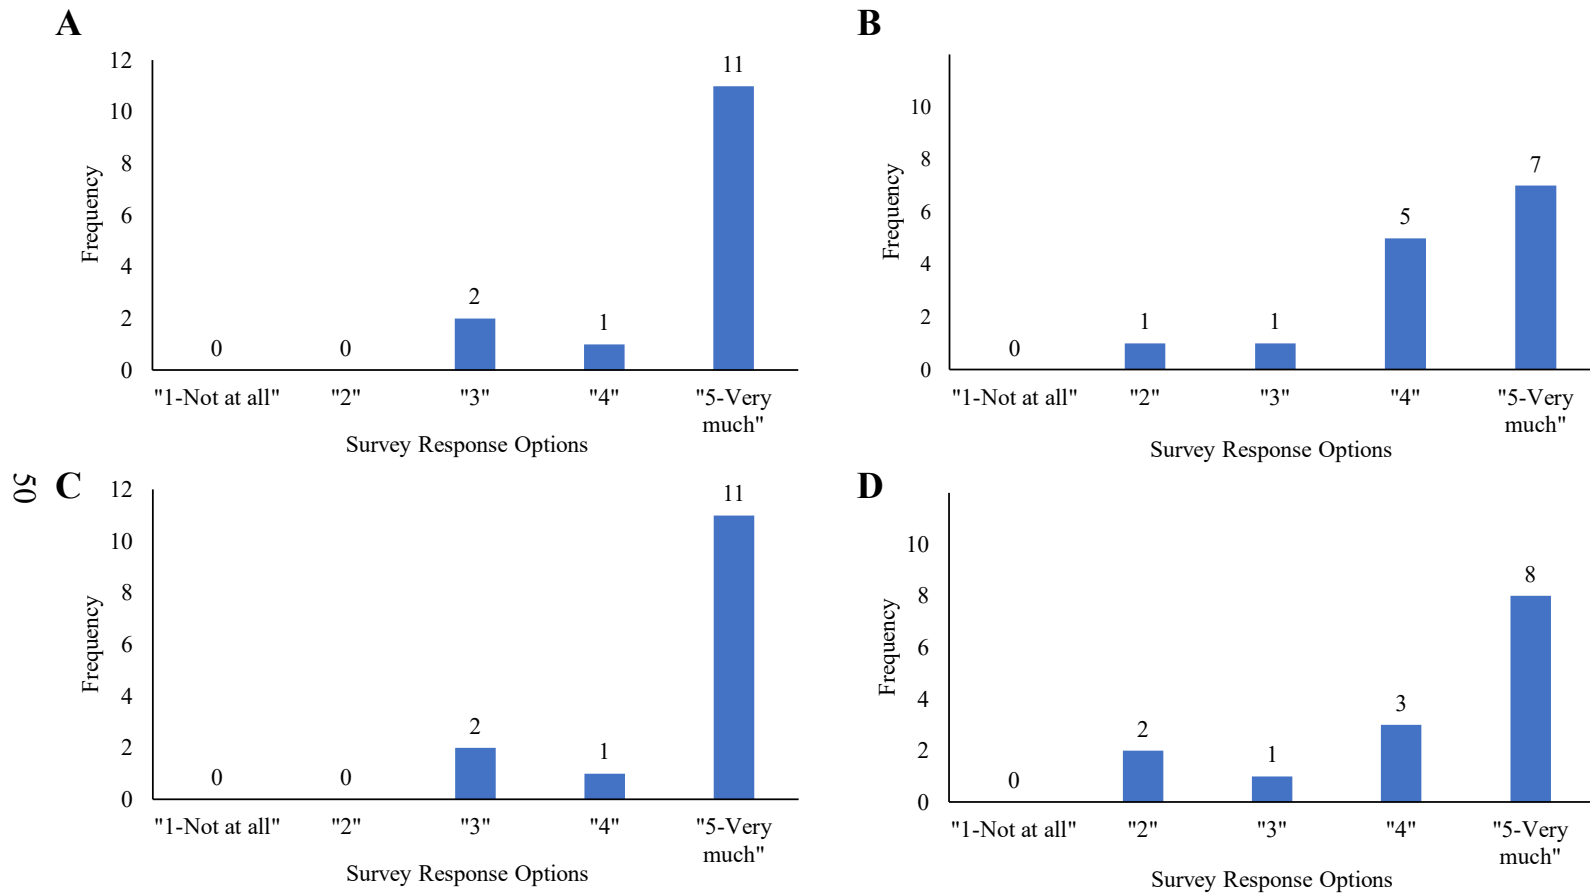 A
12
10
8
6
4
2
0
Frequency
0
0
2
1
11
"1-Not at all"
"2"
"3"
"4"
"5-Very
much"
Survey Response Options
B
10
8
6
4
2
0
Frequency
0
1
1
5
7
"1-Not at all"
"2"
"3"
"4"
"5-Very
much"
Survey Response Options
50
C
12
10
8
6
4
2
0
Frequency
0
0
2
1
11
"1-Not at all"
"2"
"3"
"4"
"5-Very
much"
Survey Response Options
D
10
8
6
4
2
0
Frequency
0
2
1
3
8
"1-Not at all"
"2"
"3"
"4"
"5-Very
much"
Survey Response Options